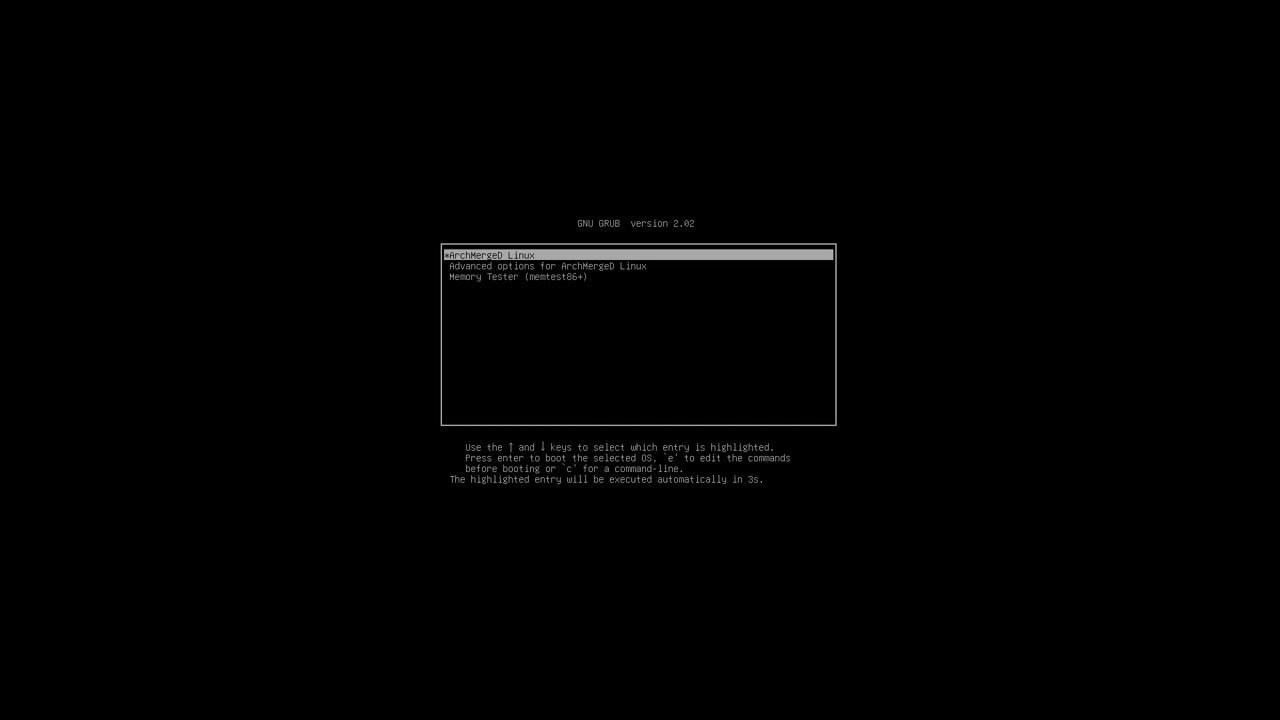 GNU GRUB  version 2.02
*ArchMergeD Linux
Advanced options for ArchMergeD Linux
Memory Tester (memtest86+)
Use the ↑ and ↓ keys to select which entry is highlighted.
Press enter to boot the selected OS, `e' to edit the commands
before booting or `c' for a command-line.
The highlighted entry will be executed automatically in 3s.